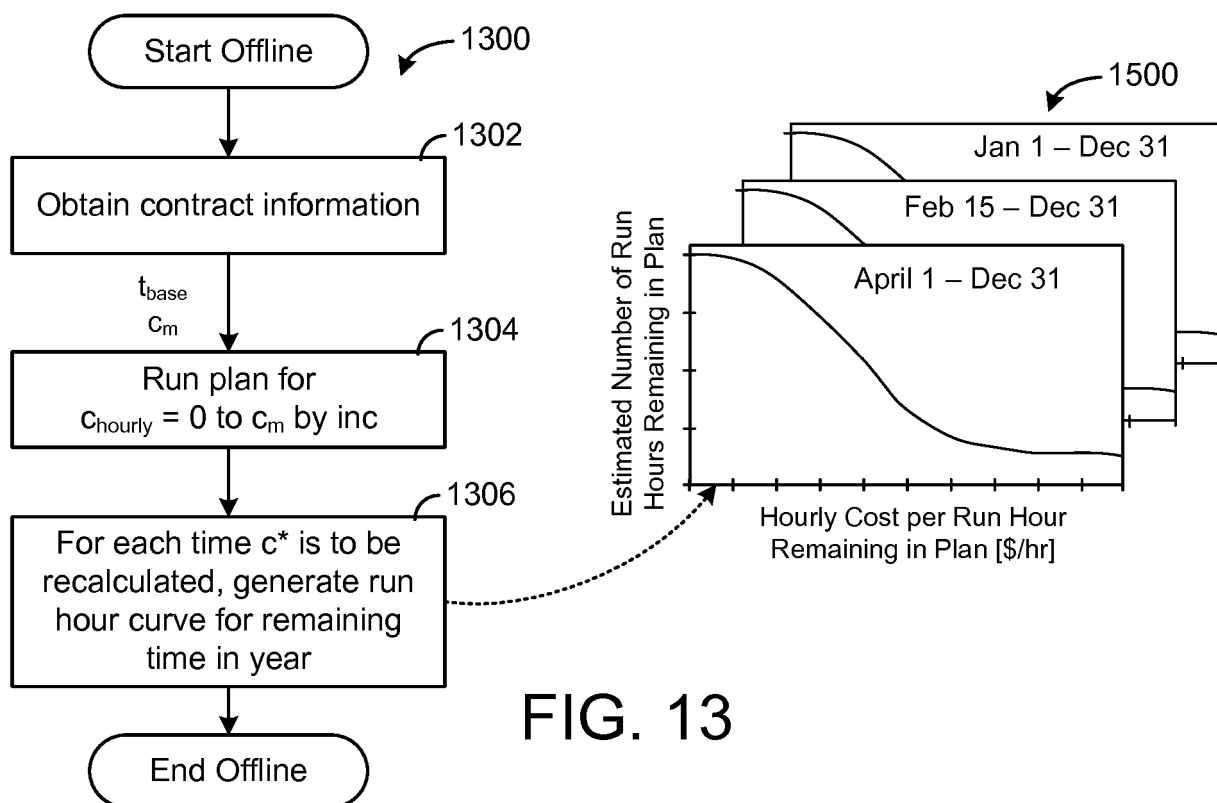 Start Offline
1300
1302
Obtain contract information
t_base
c_m
1304
Run plan for
c_hourly = 0 to c_m by inc
1306
For each time c* is to be
recalculated, generate run
hour curve for remaining
time in year
End Offline
1500
Jan 1 – Dec 31
Feb 15 – Dec 31
April 1 – Dec 31
Estimated Number of Run
Hours Remaining in Plan
Hourly Cost per Run Hour
Remaining in Plan [$/hr]
FIG. 13